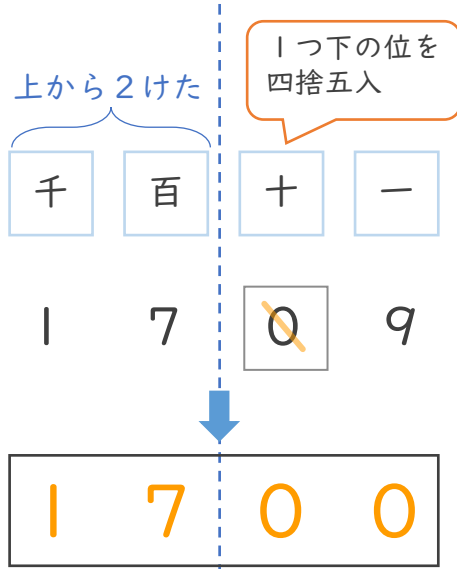 1つ下の位を
四捨五入
上から2けた
千 百 十 一
1 7 0 9
1 7 0 0